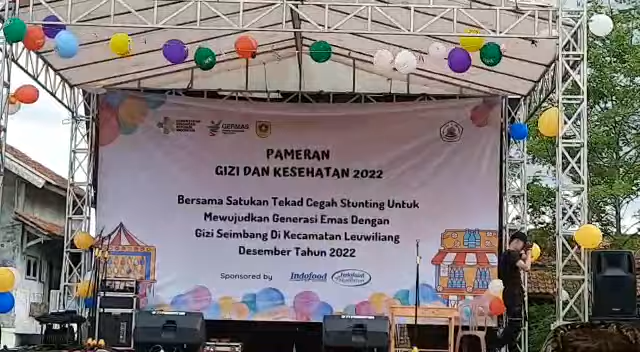 GERMAS
PAMERAN
GIZI DAN KESEHATAN 2022
Bersama Satukan Tekad Cegah Stunting Untuk
Mewujudkan Generasi Emas Dengan
Gizi Seimbang Di Kecamatan Leuwiliang
Desember Tahun 2022
Sponsored by
Indofood
Indofood